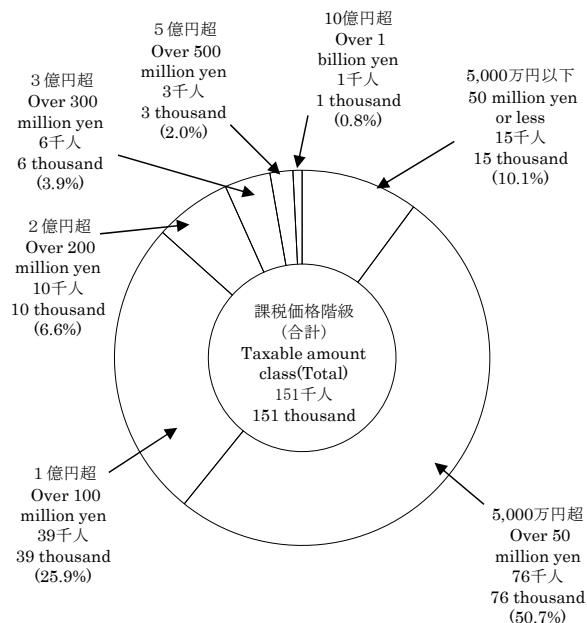 10億円超
Over 1
billion yen
1千人
1 thousand
(0.8%)
5,000万円以下
50 million yen
or less
15千人
15 thousand
(10.1%)
5,000万円超
Over 50
million yen
76千人
76 thousand
(50.7%)
1億円超
Over 100
million yen
39千人
39 thousand
(25.9%)
2億円超
Over 200
million yen
10千人
10 thousand
(6.6%)
3億円超
Over 300
million yen
6千人
6 thousand
(3.9%)
5億円超
Over 500
million yen
3千人
3 thousand
(2.0%)
課税価格階級
(合計)
Taxable amount
class(Total)
151千人
151 thousand